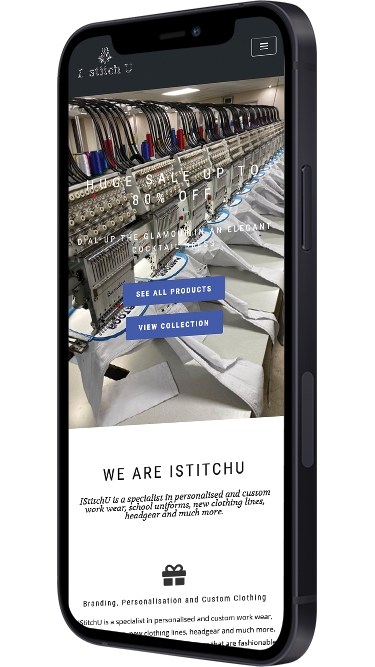 I stitch U
HUGE SALE UP TO
80% OFF
DIAL UP THE GLAMOUR IN AN ELEGANT
COCKTAIL DRESS
SEE ALL PRODUCTS
VIEW COLLECTION
WE ARE ISTITCHU
IStitchU is a specialist in personalised and custom
work wear, school uniforms, new clothing lines,
headgear and much more.
Branding, Personalisation and Custom Clothing
IStitchU is a specialist in personalised and custom work wear,
new clothing lines, headgear and much more.
that are fashionable